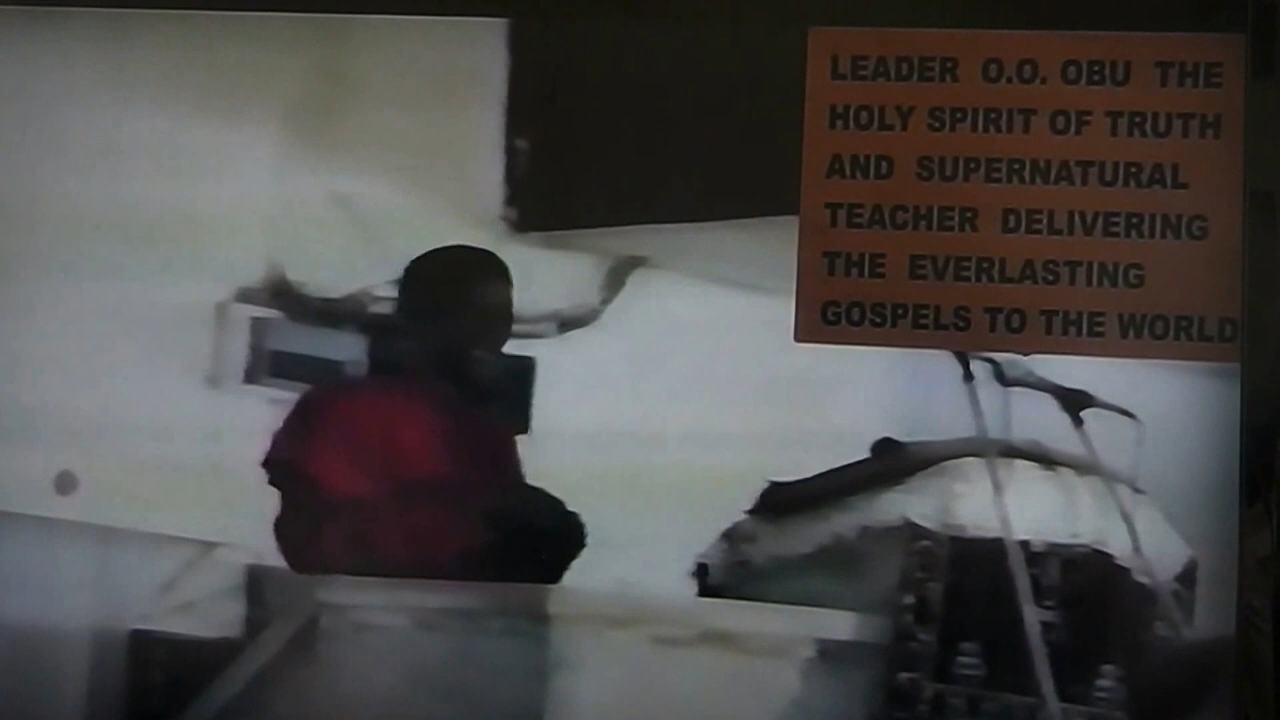 LEADER O.O. OBU THE
HOLY SPIRIT OF TRUTH
AND SUPERNATURAL
TEACHER DELIVERING
THE EVERLASTING
GOSPELS TO THE WORLD